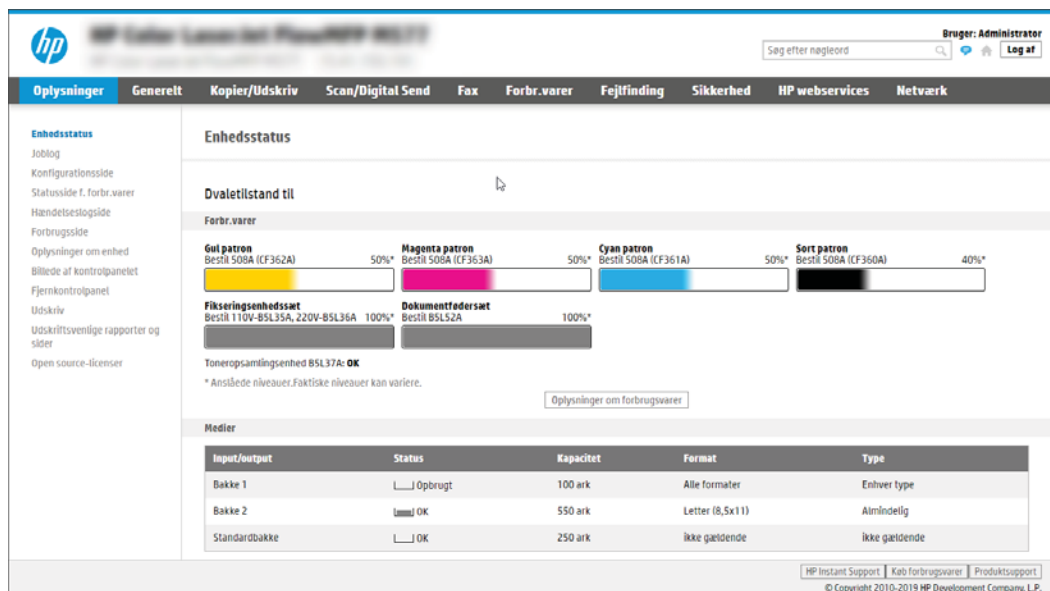 hp
Bruger: Administrator
Søg efter nøgleord
Log af
Oplysninger Generelt Kopier/Udskriv Scan/Digital Send Fax Forbr.varer Fejlfinding Sikkerhed HP webservices Netværk
Enhedsstatus
Joblog
Konfigurationsside
Statusside f. forbr.varer
Hændelseslogside
Forbrugsside
Oplysninger om enhed
Billede af kontrolpanelet
Fjernkontrolpanel
Udskriv
Udskriftsvenlige rapporter og
sider
Open source-licenser
Enhedsstatus
Dvaletilstand til
Forbr.varer
Gul patron
Bestil 508A (CF362A) 50%*
Magenta patron
Bestil 508A (CF363A) 50%*
Cyan patron
Bestil 508A (CF361A) 50%*
Sort patron
Bestil 508A (CF360A) 40%*
Fikseringsenhedssæt
Bestil 110V-B5L35A, 220V-B5L36A 100%*
Dokumentfødersæt
Bestil B5L52A 100%*
Toneropsamlingsenhed B5L37A: OK
* Anslåede niveauer.Faktiske niveauer kan variere.
Oplysninger om forbrugsvarer
Medier
Input/output Status Kapacitet Format Type
Bakke 1 Opbrugt 100 ark Alle formater Enhver type
Bakke 2 OK 550 ark Letter (8,5x11) Almindelig
Standardbakke OK 250 ark ikke gældende ikke gældende
HP Instant Support Køb forbrugsvarer Produktsupport
© Copyright 2010-2019 HP Development Company, L.P.